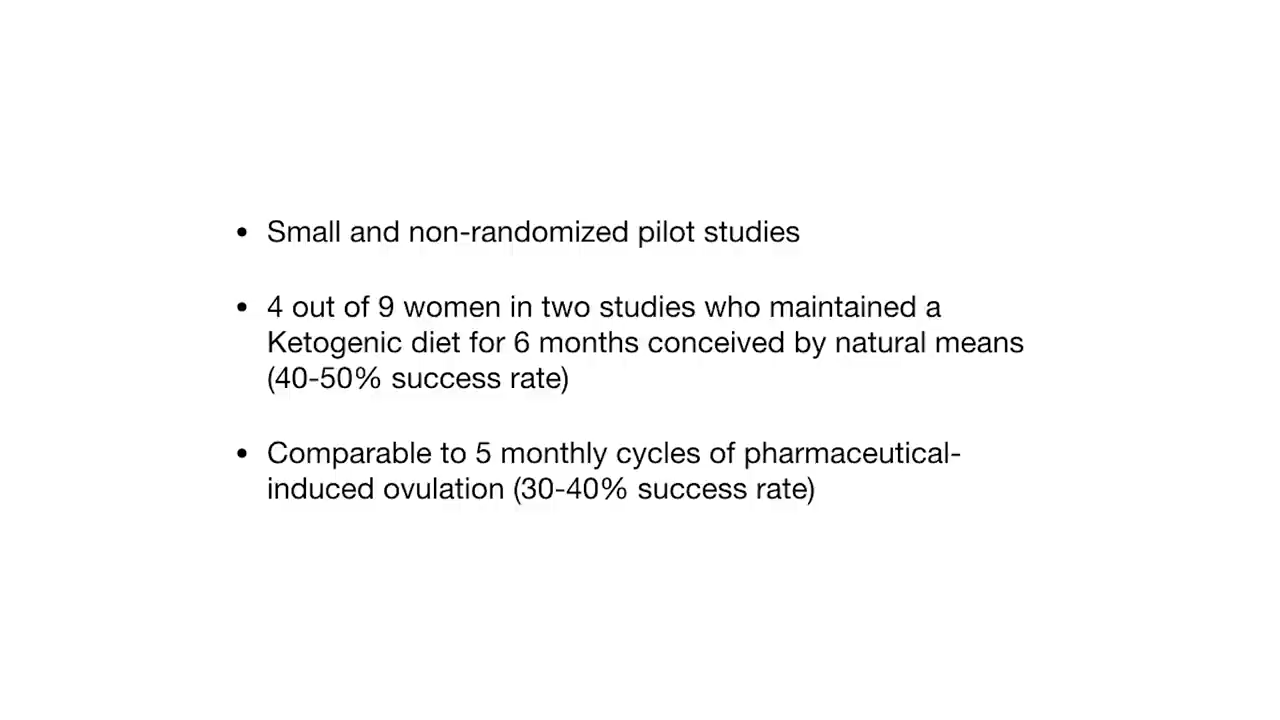 • Small and non-randomized pilot studies
• 4 out of 9 women in two studies who maintained a
Ketogenic diet for 6 months conceived by natural means
(40-50% success rate)
• Comparable to 5 monthly cycles of pharmaceutical-
induced ovulation (30-40% success rate)